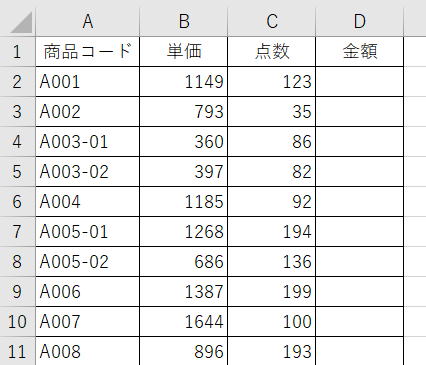 A B C D
1 商品コード 単価 点数 金額
2 A001 1149 123
3 A002 793 35
4 A003-01 360 86
5 A003-02 397 82
6 A004 1185 92
7 A005-01 1268 194
8 A005-02 686 136
9 A006 1387 199
10 A007 1644 100
11 A008 896 193